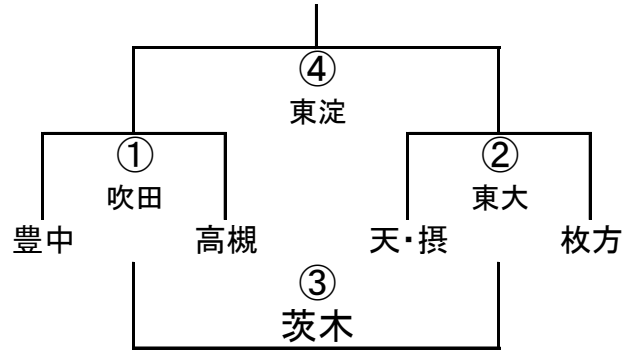 ④
東淀
① ②
吹田 東大
豊中 高槻 天・摂 枚方
③
茨木